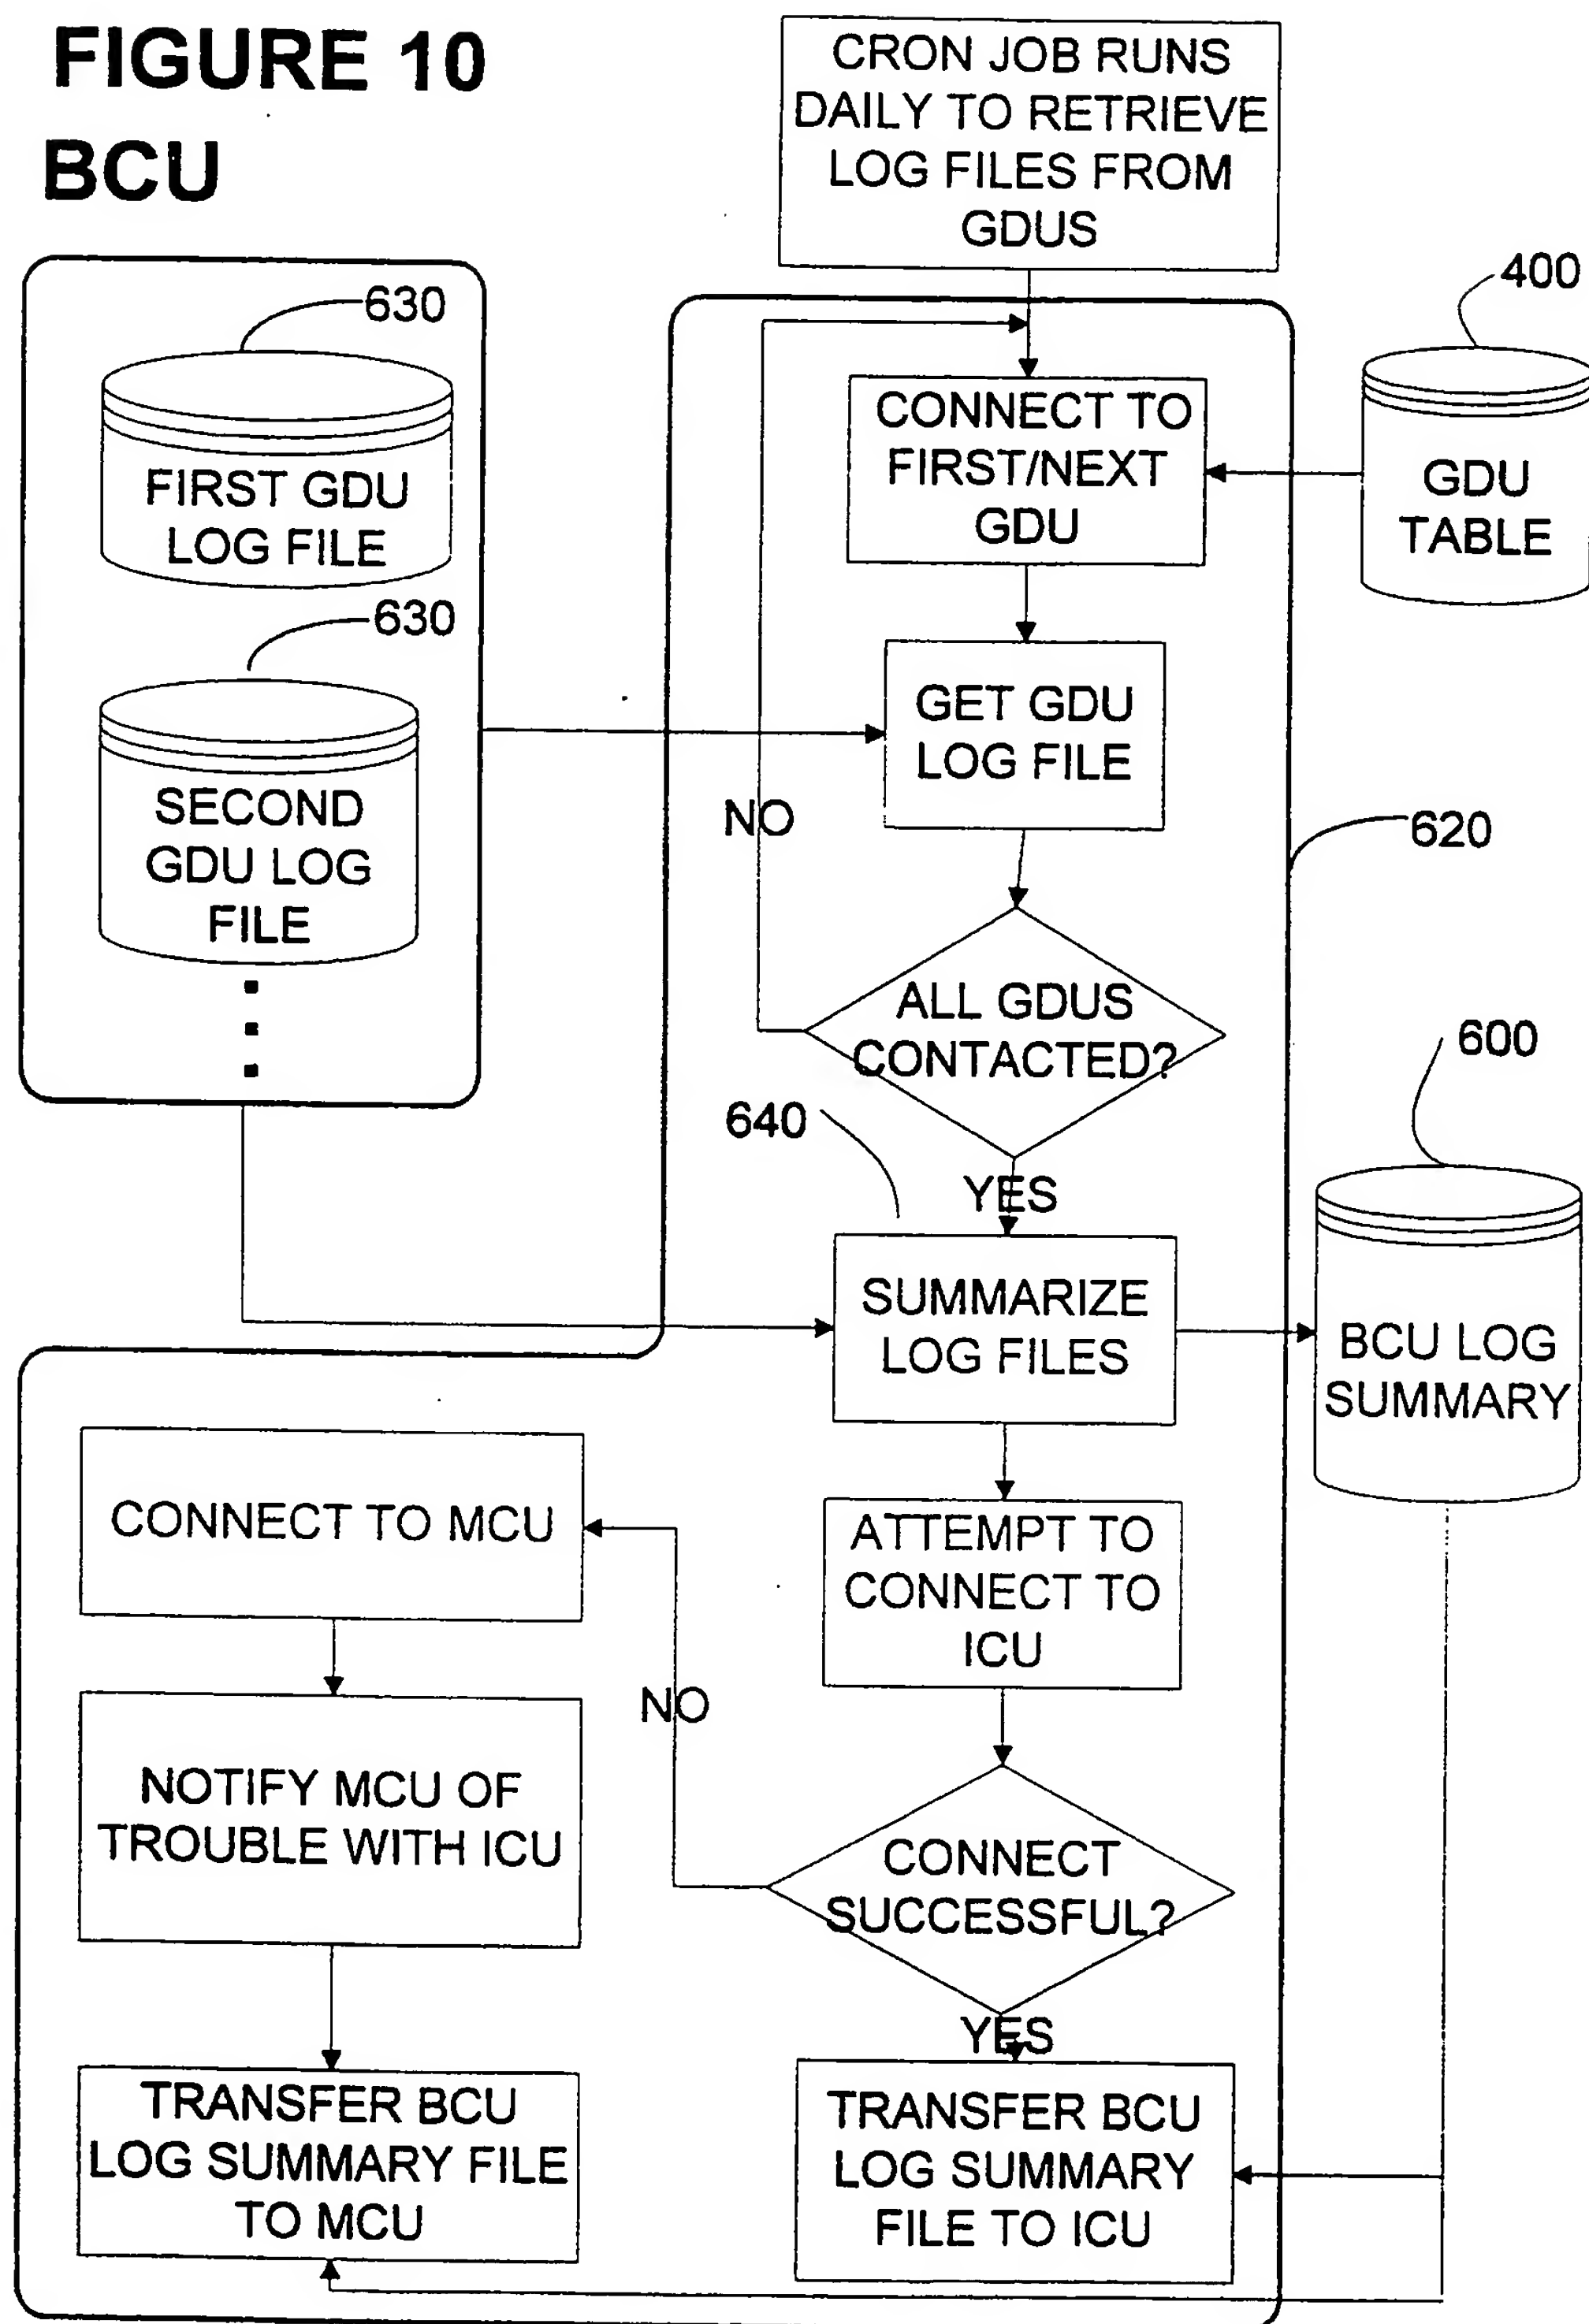 FIGURE 10
BCU
CRON JOB RUNS
DAILY TO RETRIEVE
LOG FILES FROM
GDUS
630
FIRST GDU
LOG FILE
630
SECOND
GDU LOG
FILE
400
GDU
TABLE
CONNECT TO
FIRST/NEXT
GDU
GET GDU
LOG FILE
NO
620
ALL GDUS
CONTACTED?
640
YES
600
SUMMARIZE
LOG FILES
BCU LOG
SUMMARY
ATTEMPT TO
CONNECT TO
ICU
CONNECT TO MCU
NO
NOTIFY MCU OF
TROUBLE WITH ICU
CONNECT
SUCCESSFUL?
YES
TRANSFER BCU
LOG SUMMARY FILE
TO MCU
TRANSFER BCU
LOG SUMMARY
FILE TO ICU